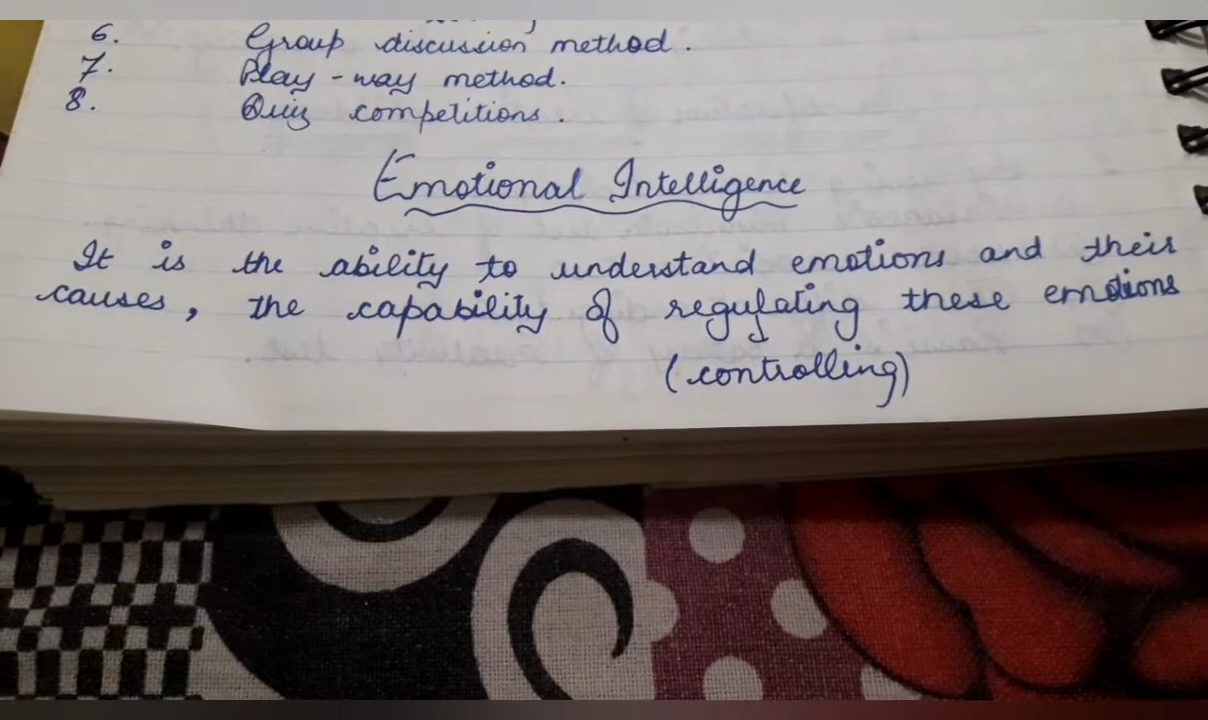 6. Group discussion method.
7. Play-way method.
8. Quiz competitions.
Emotional Intelligence
It is the ability to understand emotions and their
causes, the capability of regulating these emotions
(controlling)